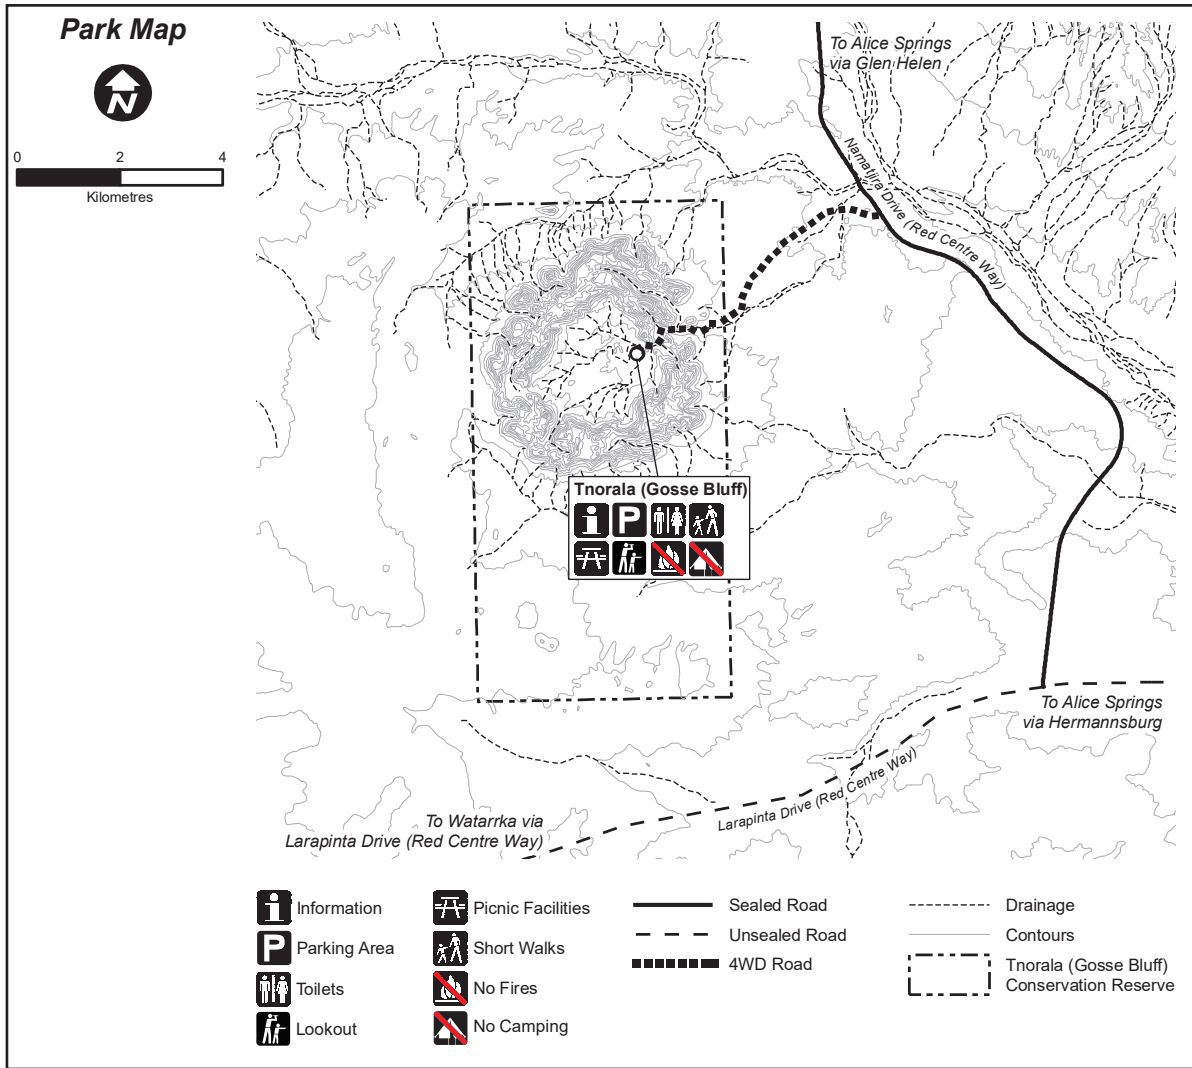 Park Map
N
0 2 4
Kilometres
To Alice Springs
via Glen Helen
Namatjira Drive (Red Centre Way)
Tnorala (Gosse Bluff)
i P
To Alice Springs
via Hermannsburg
Larapinta Drive (Red Centre Way)
To Watarrka via
Larapinta Drive (Red Centre Way)
i Information
P Parking Area
Toilets
Lookout
Picnic Facilities
Short Walks
No Fires
No Camping
Sealed Road
Unsealed Road
4WD Road
Drainage
Contours
Tnorala (Gosse Bluff)
Conservation Reserve